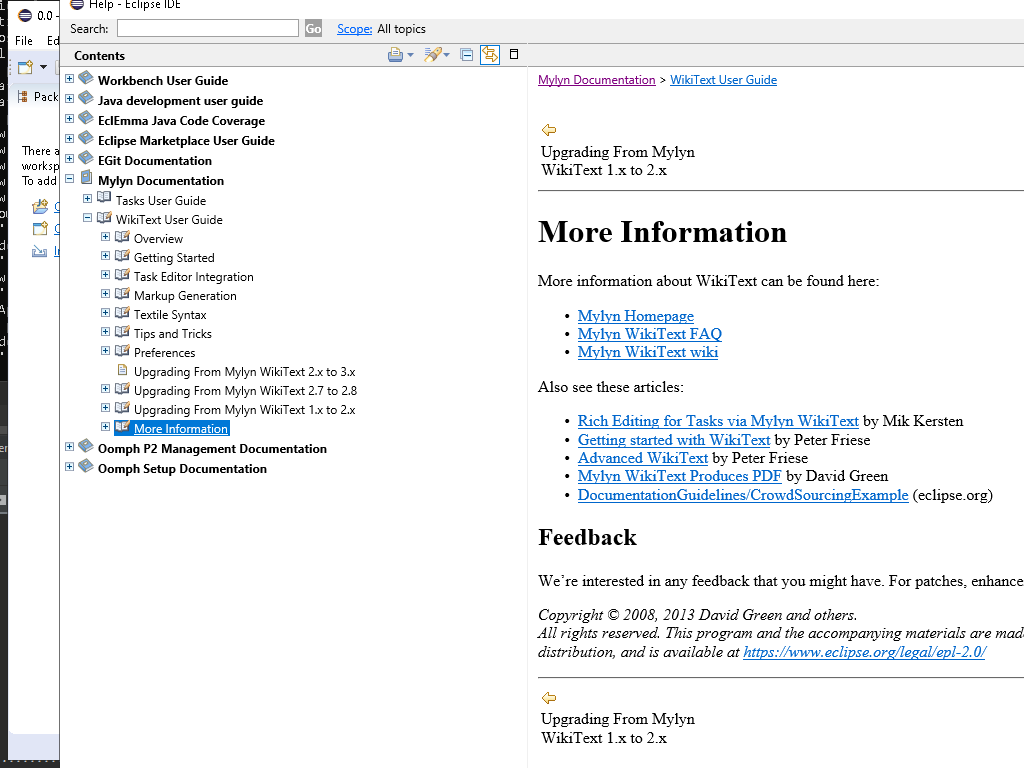 Help - Eclipse IDE
0.0 -
File Ed
Pack
There a
worksp
To add
Search: Go Scope: All topics
Contents
Workbench User Guide
Java development user guide
EclEmma Java Code Coverage
Eclipse Marketplace User Guide
EGit Documentation
Mylyn Documentation
Tasks User Guide
WikiText User Guide
Overview
Getting Started
Task Editor Integration
Markup Generation
Textile Syntax
Tips and Tricks
Preferences
Upgrading From Mylyn WikiText 2.x to 3.x
Upgrading From Mylyn WikiText 2.7 to 2.8
Upgrading From Mylyn WikiText 1.x to 2.x
More Information
Oomph P2 Management Documentation
Oomph Setup Documentation
Mylyn Documentation > WikiText User Guide
Upgrading From Mylyn
WikiText 1.x to 2.x
More Information
More information about WikiText can be found here:
• Mylyn Homepage
• Mylyn WikiText FAQ
• Mylyn WikiText wiki
Also see these articles:
• Rich Editing for Tasks via Mylyn WikiText by Mik Kersten
• Getting started with WikiText by Peter Friese
• Advanced WikiText by Peter Friese
• Mylyn WikiText Produces PDF by David Green
• DocumentationGuidelines/CrowdSourcingExample (eclipse.org)
Feedback
We’re interested in any feedback that you might have. For patches, enhance
Copyright © 2008, 2013 David Green and others.
All rights reserved. This program and the accompanying materials are mad
distribution, and is available at https://www.eclipse.org/legal/epl-2.0/
Upgrading From Mylyn
WikiText 1.x to 2.x